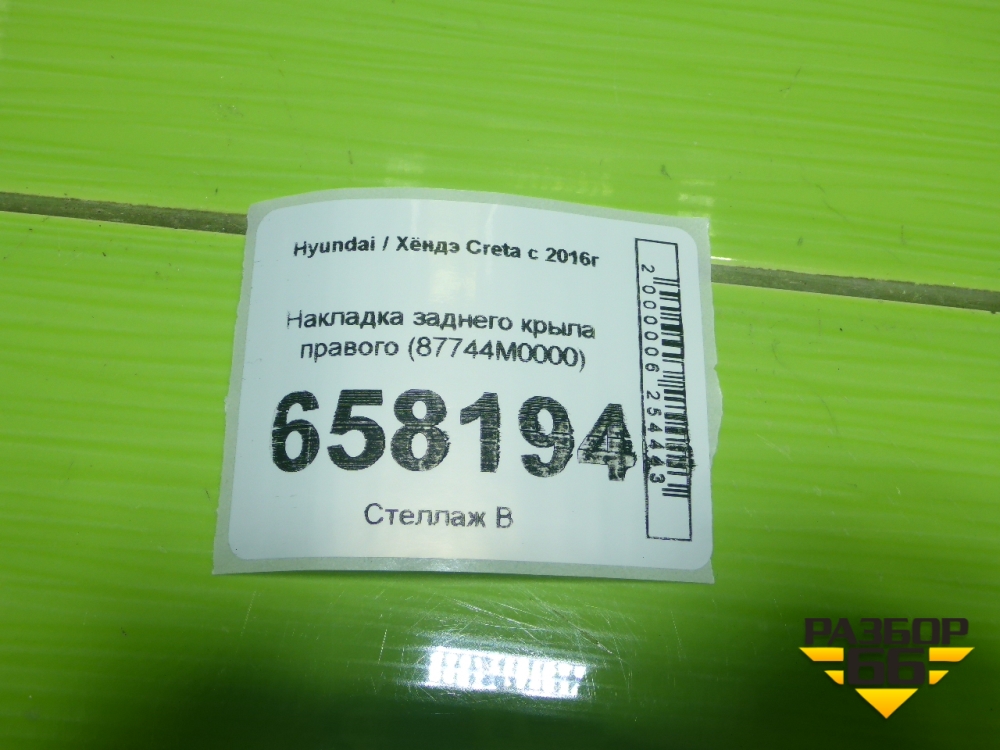 Hyundai / Хёндэ Creta с 2016г
Накладка заднего крыла
правого (87744M0000)
658194
Стеллаж В
2000006254443
РАЗБОР
66